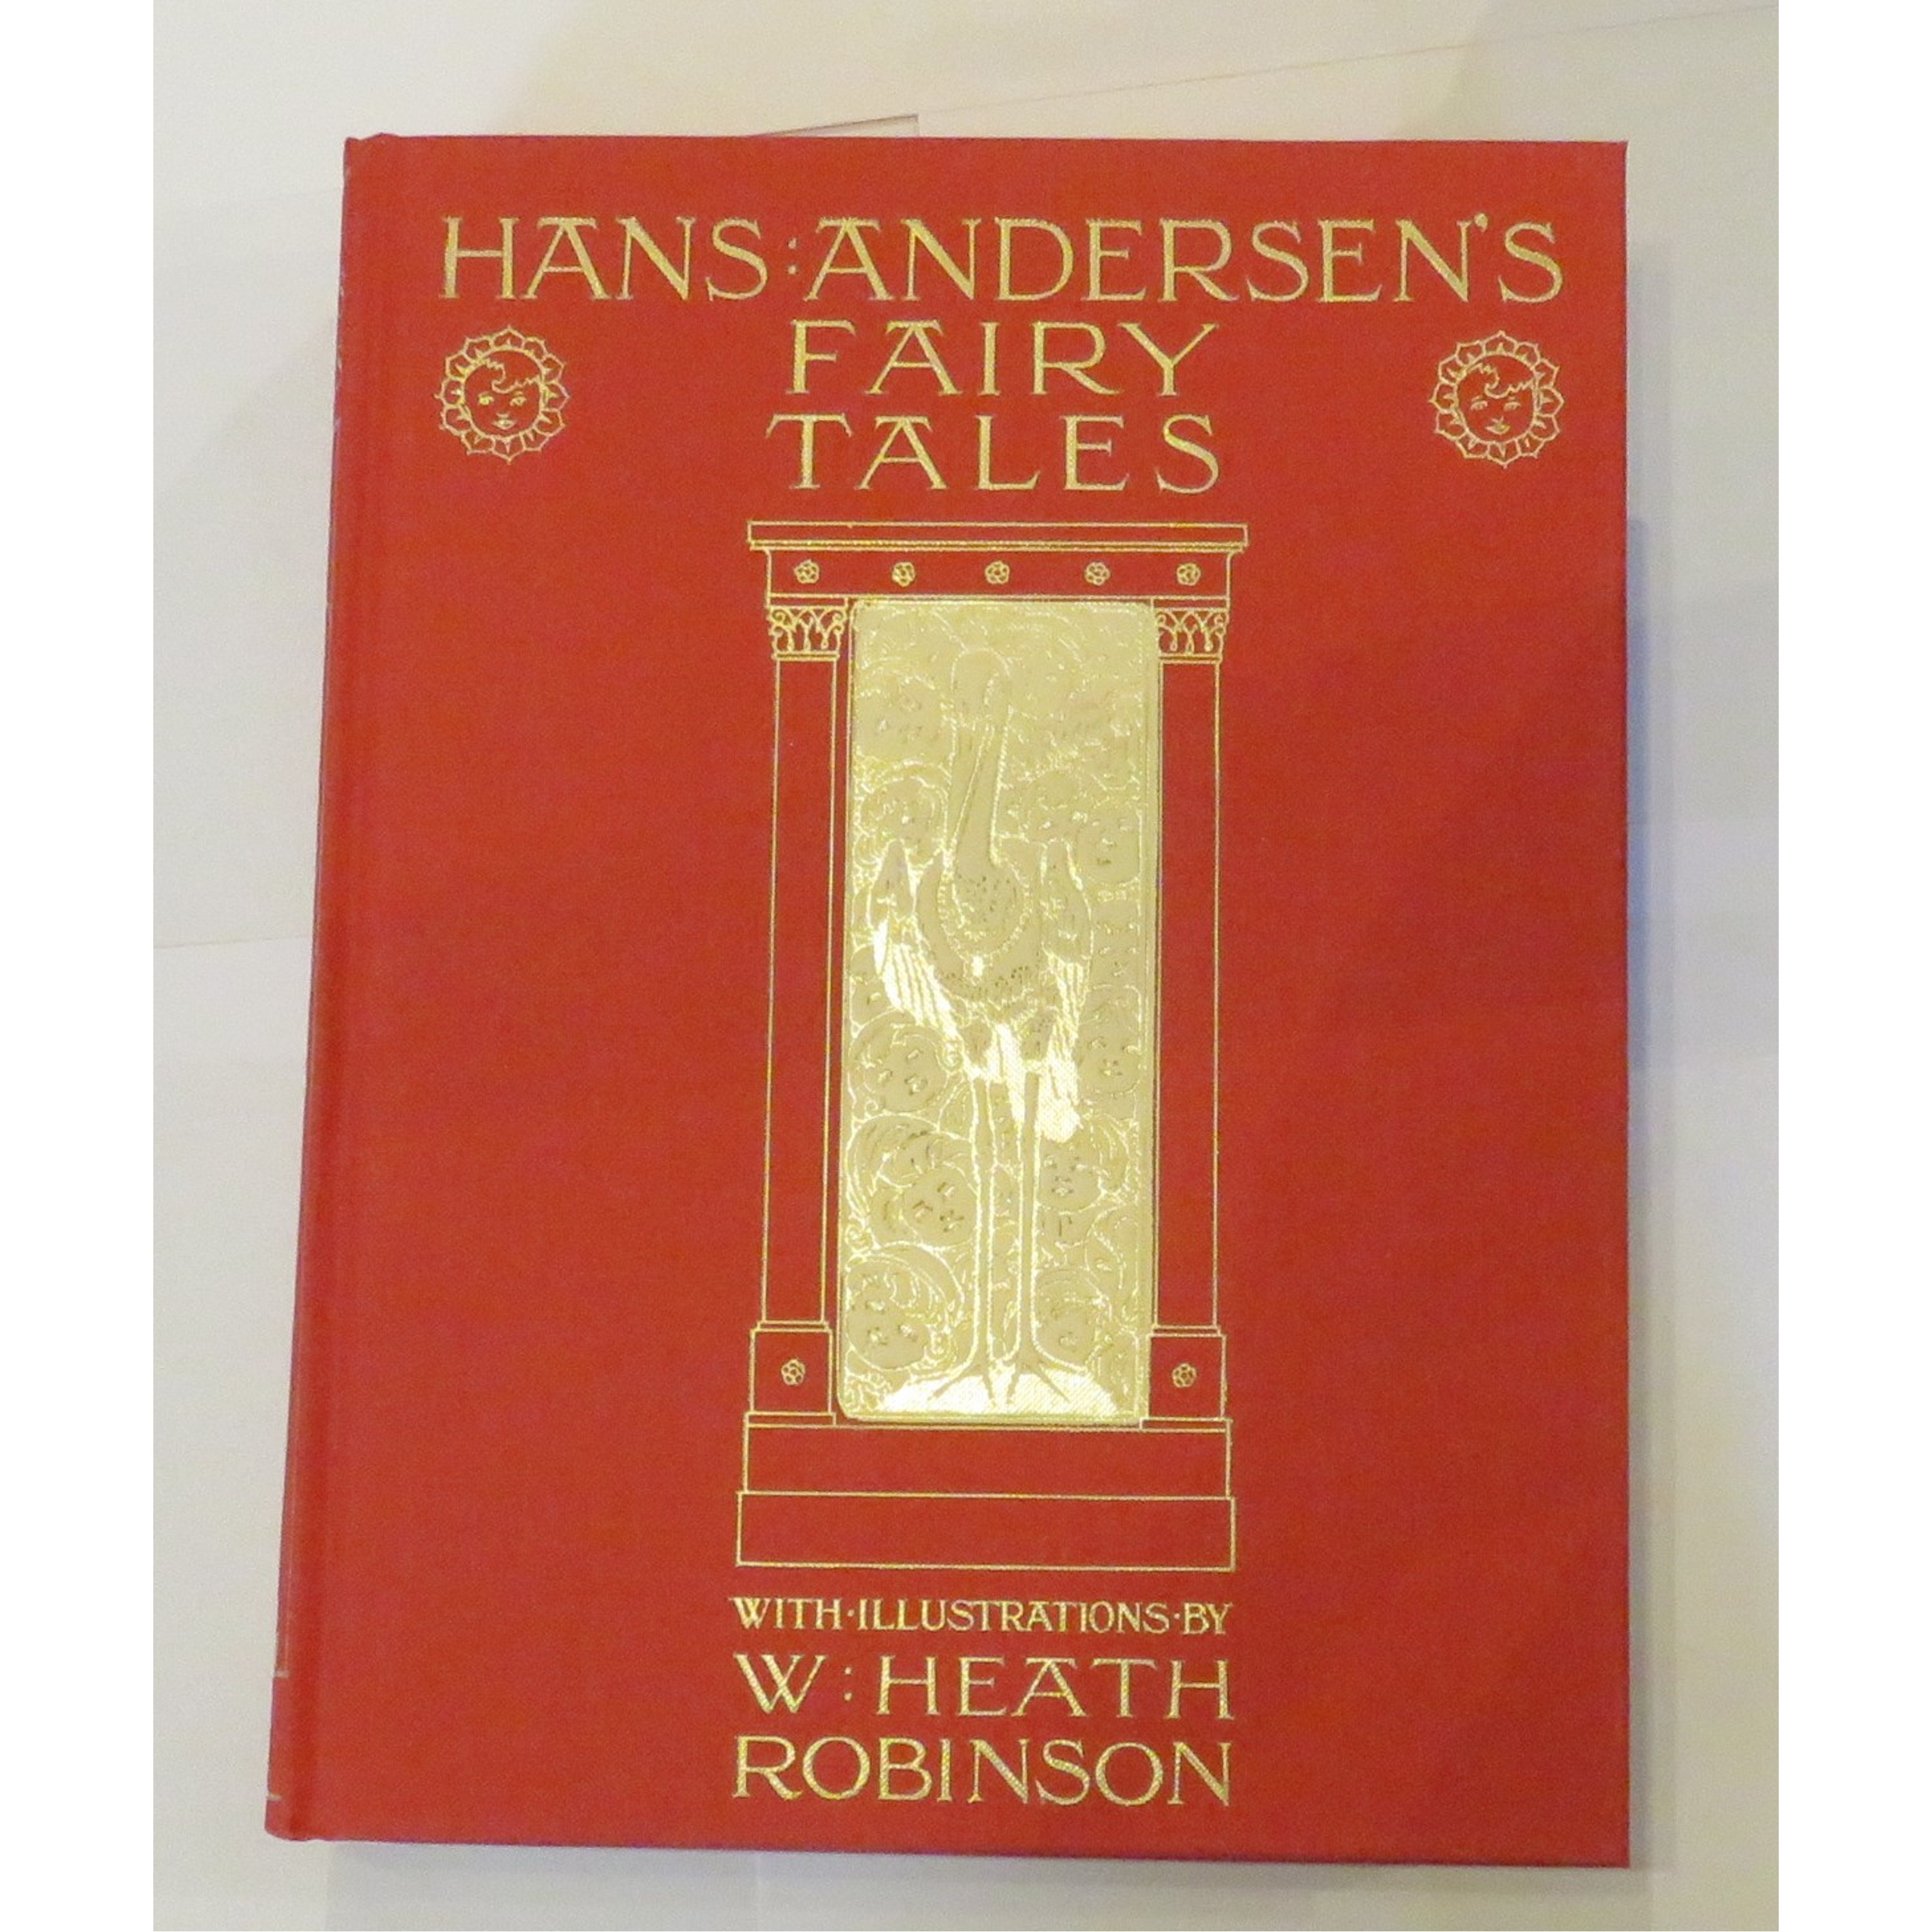 HANS:ANDERSEN'S
FAIRY
TALES
WITH·ILLUSTRATIONS·BY
W:HEATH
ROBINSON